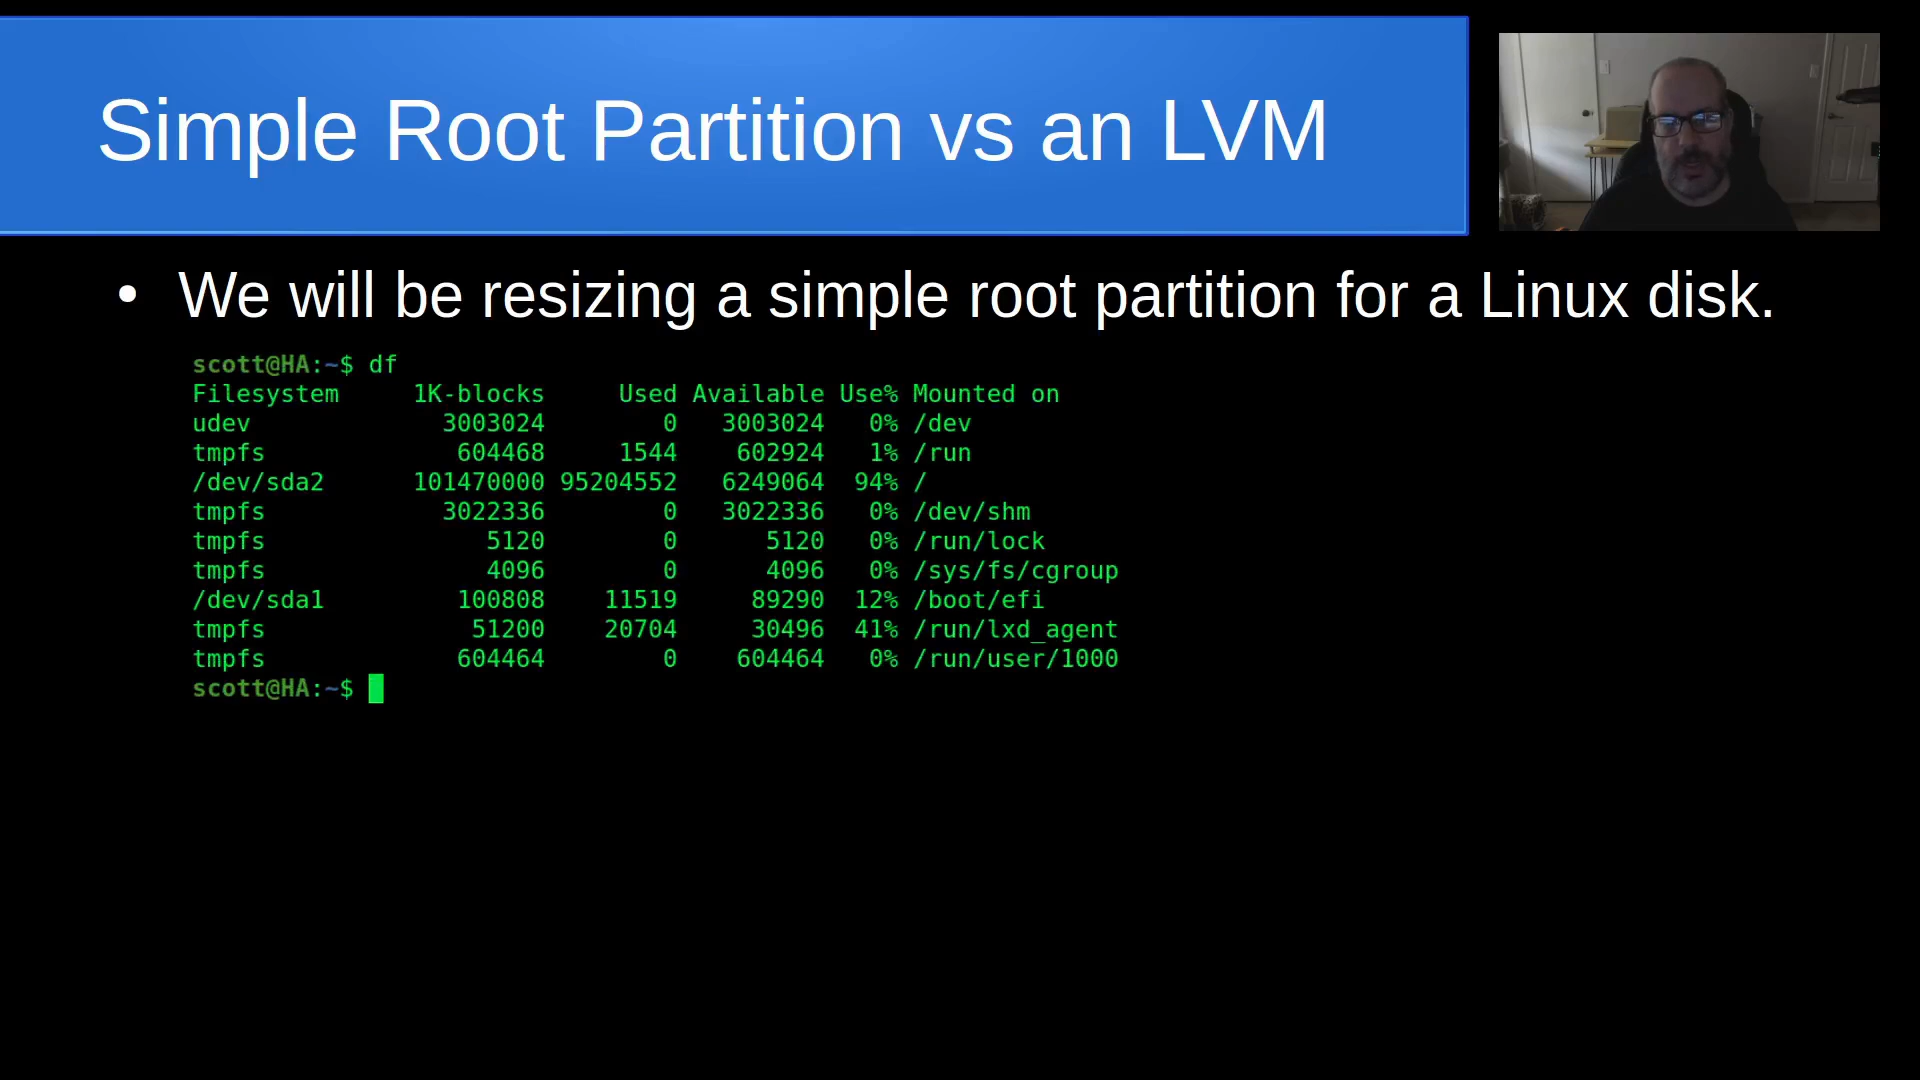 Simple Root Partition vs an LVM
• We will be resizing a simple root partition for a Linux disk.
scott@HA:~$ df
Filesystem     1K-blocks     Used Available Use% Mounted on
udev             3003024        0   3003024   0% /dev
tmpfs             604468     1544    602924   1% /run
/dev/sda2      101470000 95204552   6249064  94% /
tmpfs            3022336        0   3022336   0% /dev/shm
tmpfs               5120        0      5120   0% /run/lock
tmpfs               4096        0      4096   0% /sys/fs/cgroup
/dev/sda1         100808    11519     89290  12% /boot/efi
tmpfs              51200    20704     30496  41% /run/lxd_agent
tmpfs             604464        0    604464   0% /run/user/1000
scott@HA:~$